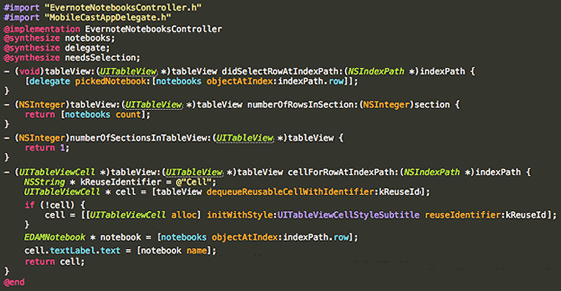 #import "EvernoteNotebooksController.h"
#import "MobileCastAppDelegate.h"
@implementation EvernoteNotebooksController
@synthesize notebooks;
@synthesize delegate;
@synthesize needsSelection;
- (void)tableView:(UITableView *)tableView didSelectRowAtIndexPath:(NSIndexPath *)indexPath {
    [delegate pickedNotebook:[notebooks objectAtIndex:indexPath.row]];
}
- (NSInteger)tableView:(UITableView *)tableView numberOfRowsInSection:(NSInteger)section {
    return [notebooks count];
}
- (NSInteger)numberOfSectionsInTableView:(UITableView *)tableView {
    return 1;
}
- (UITableViewCell *)tableView:(UITableView *)tableView cellForRowAtIndexPath:(NSIndexPath *)indexPath {
    NSString * kReuseIdentifier = @"Cell";
    UITableViewCell * cell = [tableView dequeueReusableCellWithIdentifier:kReuseId];
    if (!cell) {
        cell = [[UITableViewCell alloc] initWithStyle:UITableViewCellStyleSubtitle reuseIdentifier:kReuseId];
    }
    EDAMNotebook * notebook = [notebooks objectAtIndex:indexPath.row];
    cell.textLabel.text = [notebook name];
    return cell;
}
@end